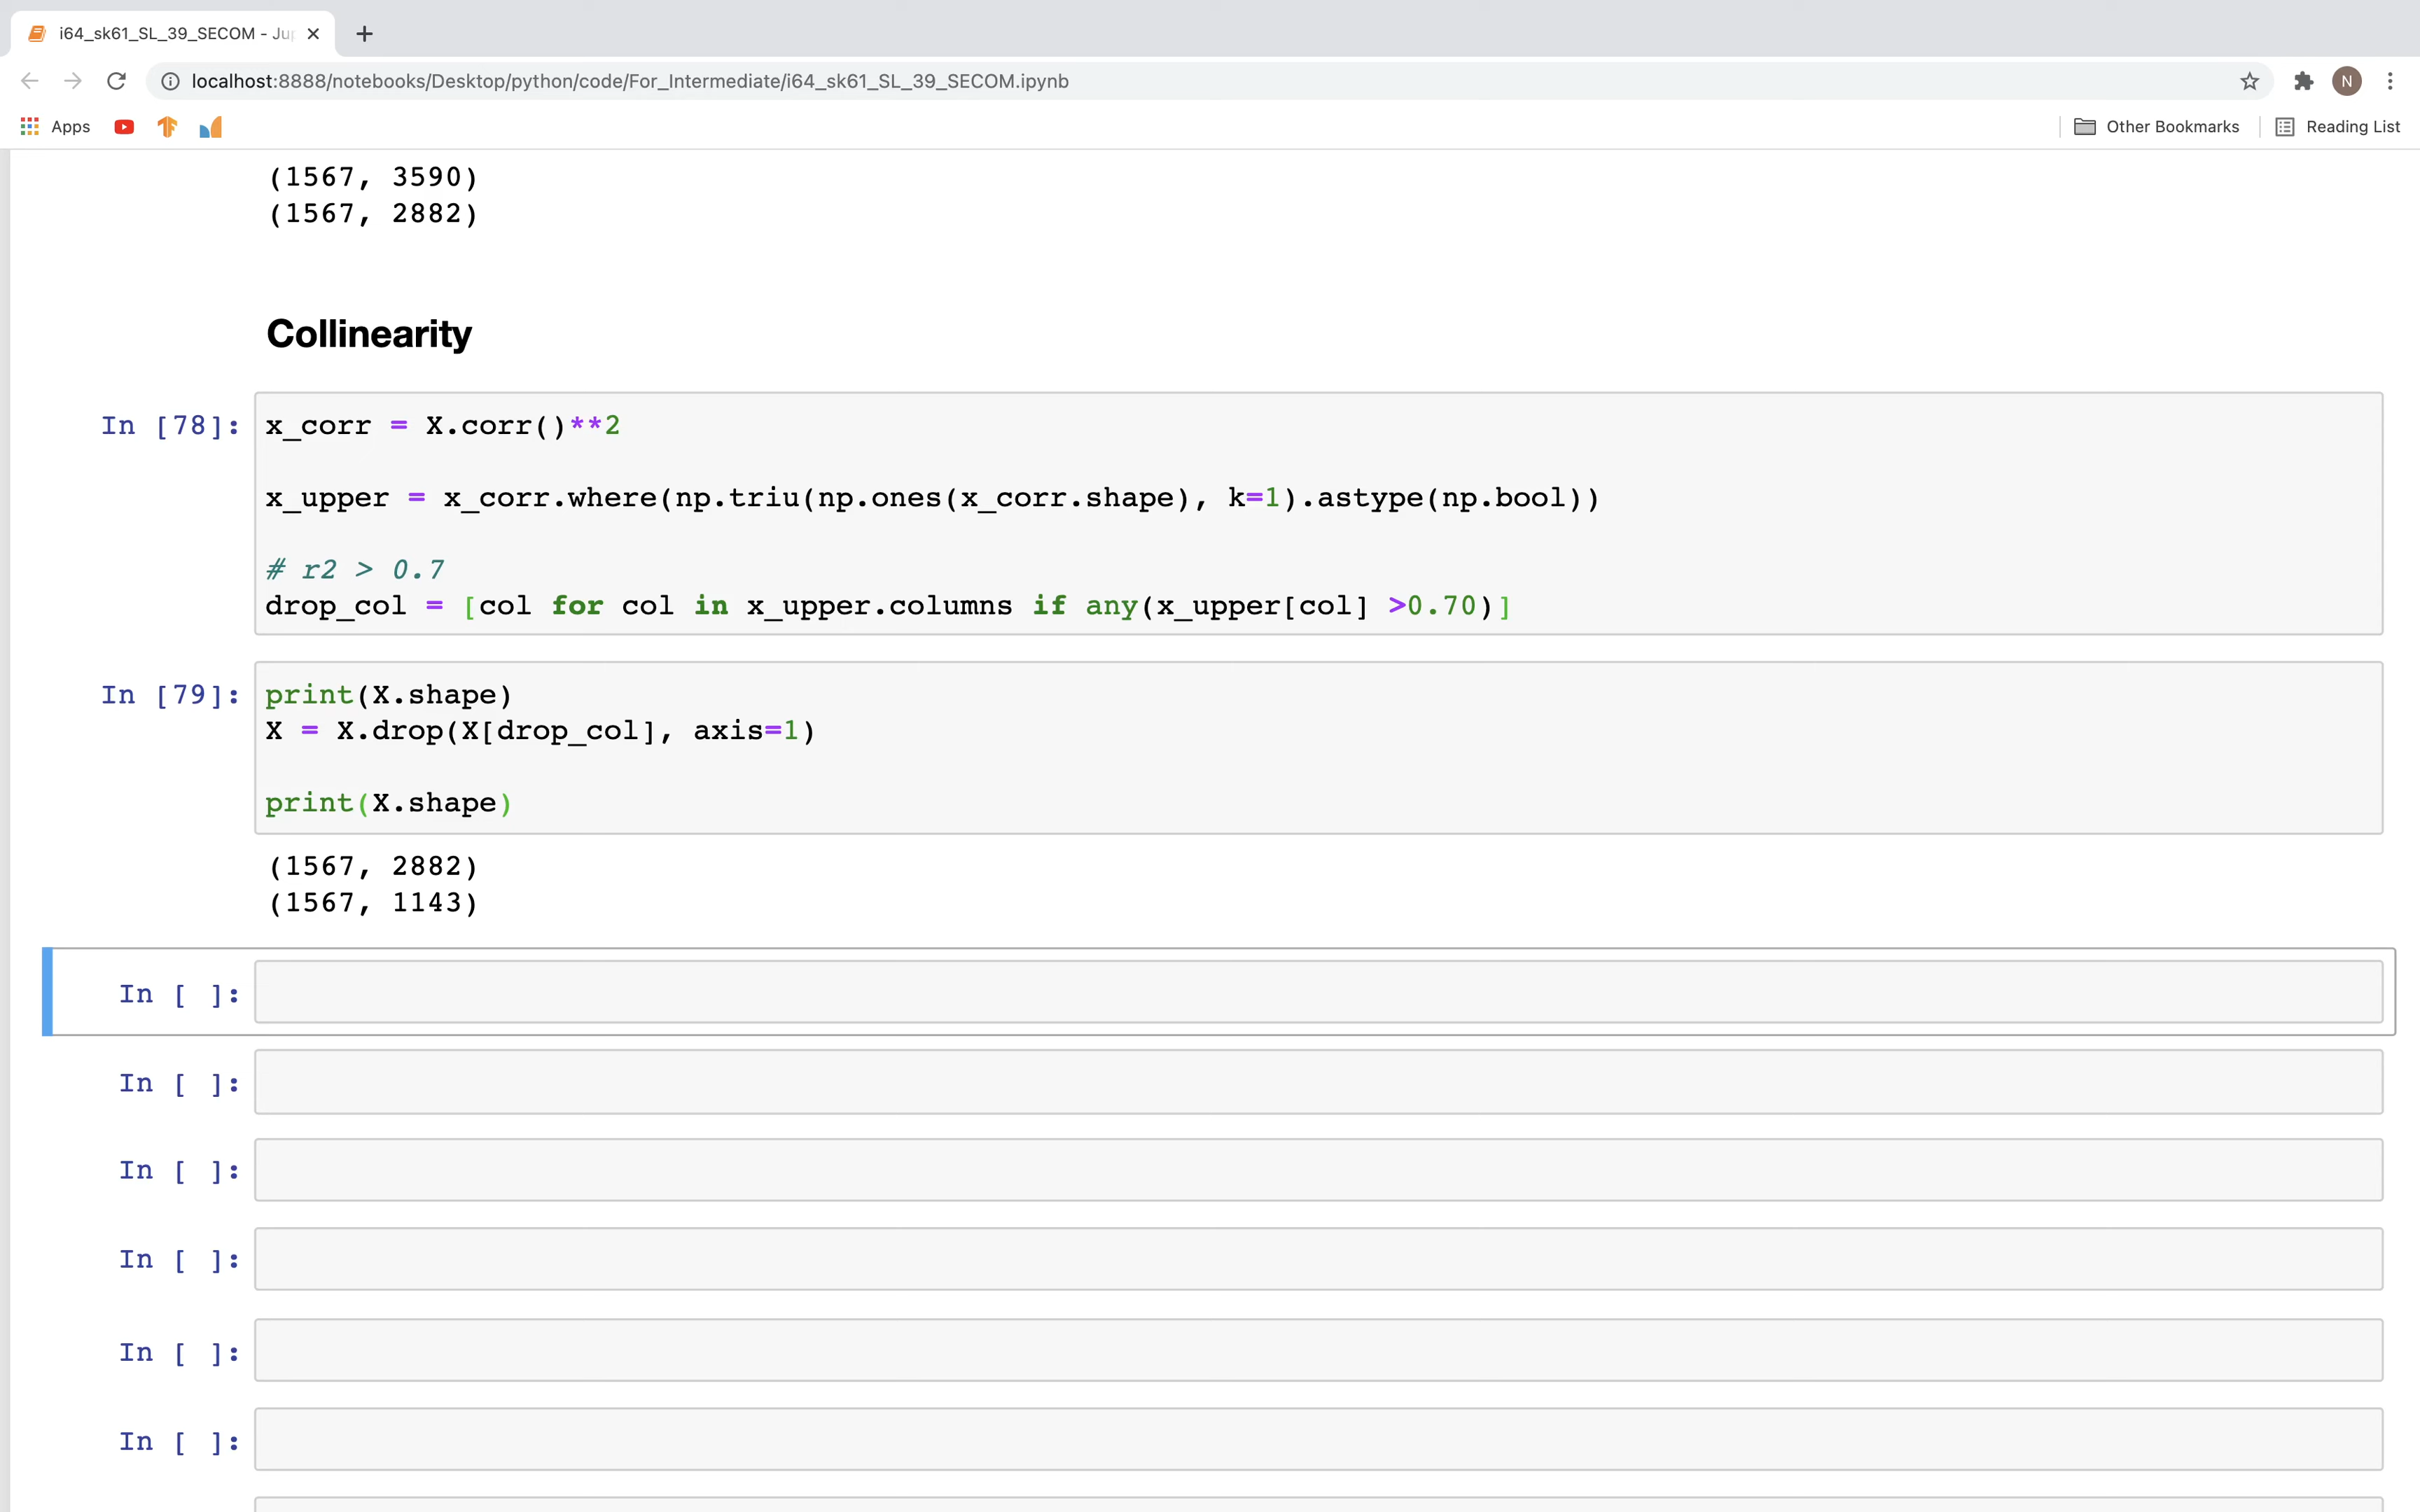 i64_sk61_SL_39_SECOM - Jup
localhost:8888/notebooks/Desktop/python/code/For_Intermediate/i64_sk61_SL_39_SECOM.ipynb
N
Apps
Other Bookmarks
Reading List
(1567, 3590)
(1567, 2882)
Collinearity
In [78]:
x_corr = X.corr()**2
x_upper = x_corr.where(np.triu(np.ones(x_corr.shape), k=1).astype(np.bool))
# r2 > 0.7
drop_col = [col for col in x_upper.columns if any(x_upper[col] >0.70)]
In [79]:
print(X.shape)
X = X.drop(X[drop_col], axis=1)
print(X.shape)
(1567, 2882)
(1567, 1143)
In [ ]:
In [ ]:
In [ ]:
In [ ]:
In [ ]:
In [ ]: